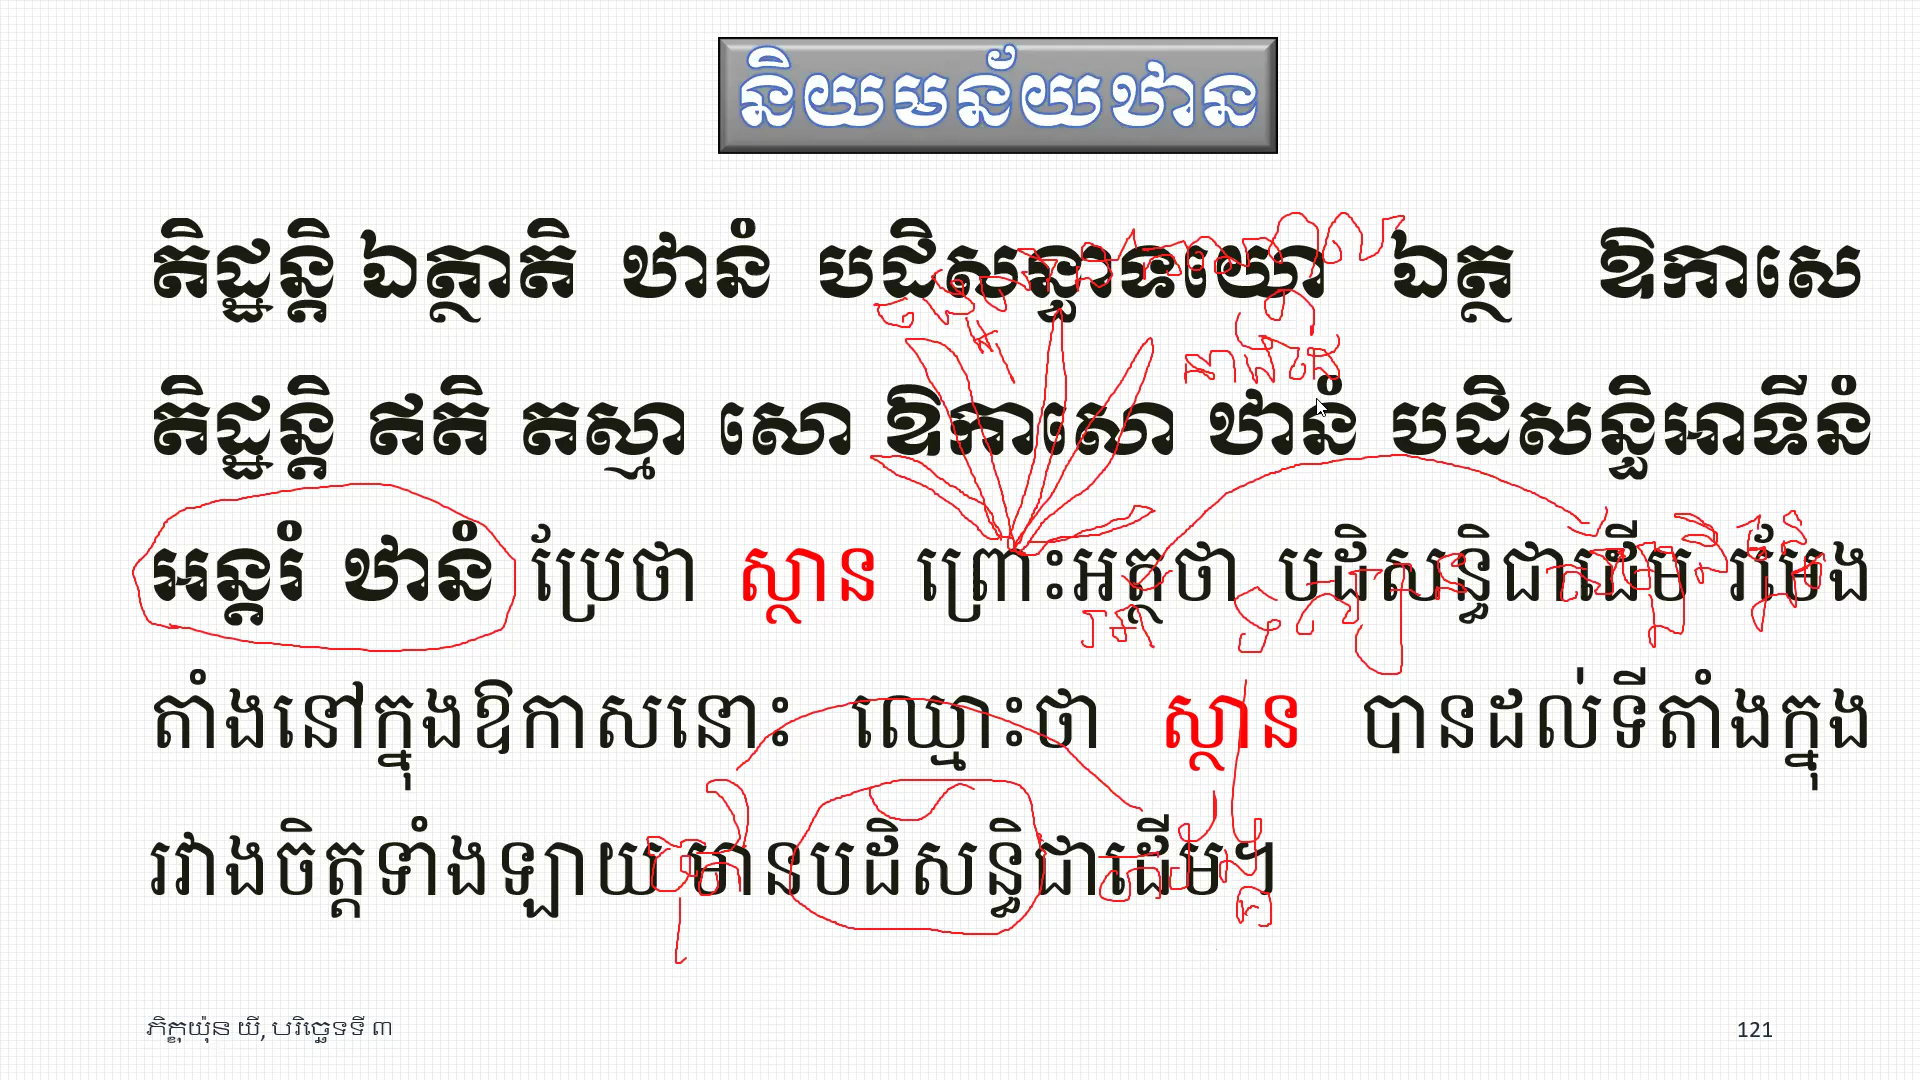 និយមន័យឋាន
តិដ្ឋន្តិ ឯត្ថាតិ ឋានំ បដិសន្ធាទយោ ឯត្ថ ឱកាសេ
តិដ្ឋន្តិ ឥតិ តស្មា សោ ឱកាសោ ឋានំ បដិសន្ធិអាទីនំ
អន្តរំ ឋានំ ប្រែថា ស្ថាន ព្រោះអត្ថថា បដិសន្ធិជាដើម រមែង
តាំងនៅក្នុងឱកាសនោះ ឈ្មោះថា ស្ថាន បានដល់ទីតាំងក្នុង
រវាងចិត្តទាំងឡាយ មានបដិសន្ធិជាដើម។
ភិក្ខុយ៉ុន យី, បរិច្ឆេទទី ៣
121